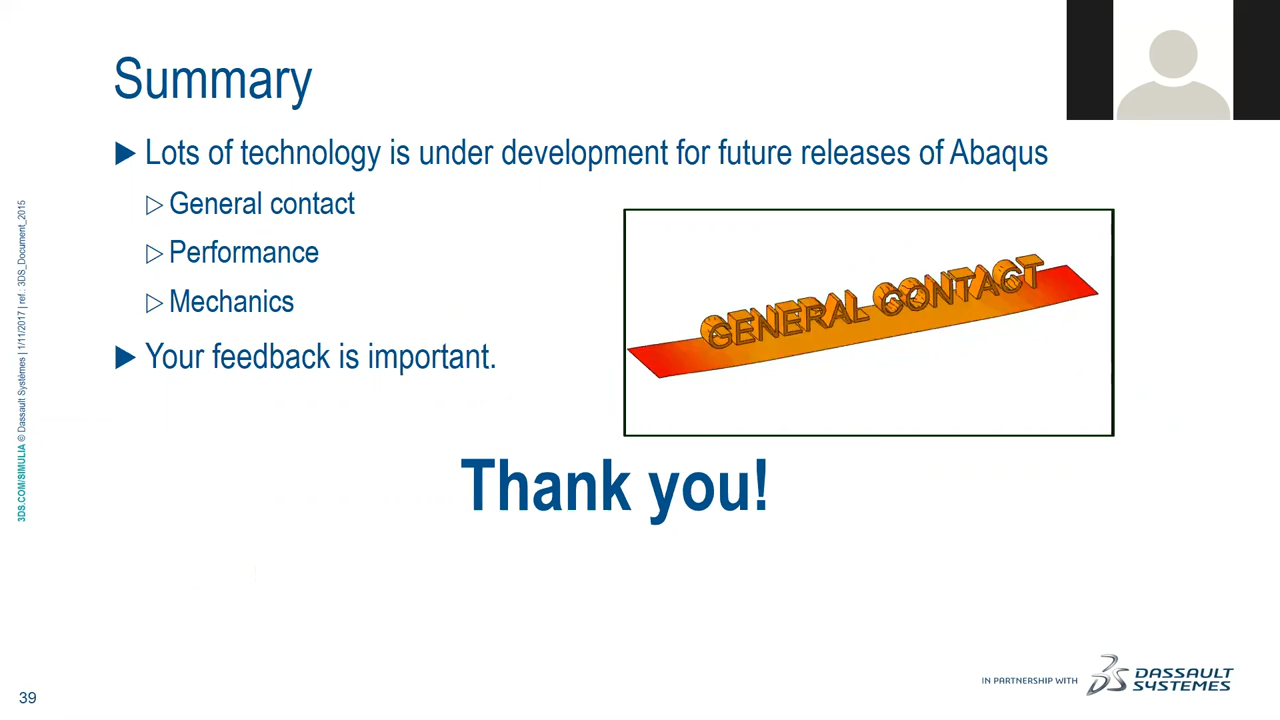 Summary
Lots of technology is under development for future releases of Abaqus
General contact
Performance
Mechanics
Your feedback is important.
GENERAL CONTACT
Thank you!
3DS.COM/SIMULIA © Dassault Systèmes | 1/11/2017 | ref.: 3DS_Document_2015
39
IN PARTNERSHIP WITH
DASSAULT
SYSTEMES